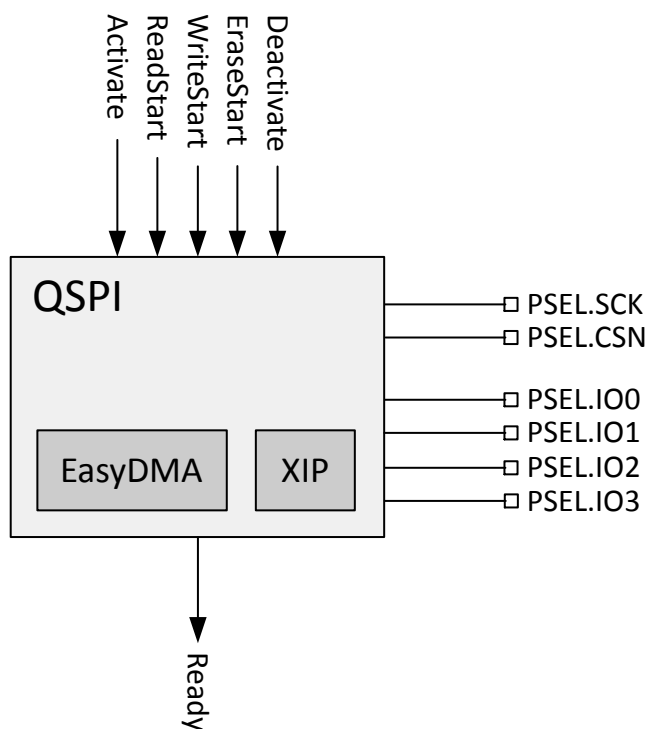 Activate
ReadStart
WriteStart
EraseStart
Deactivate
QSPI
EasyDMA
XIP
PSEL.SCK
PSEL.CSN
PSEL.IO0
PSEL.IO1
PSEL.IO2
PSEL.IO3
Ready